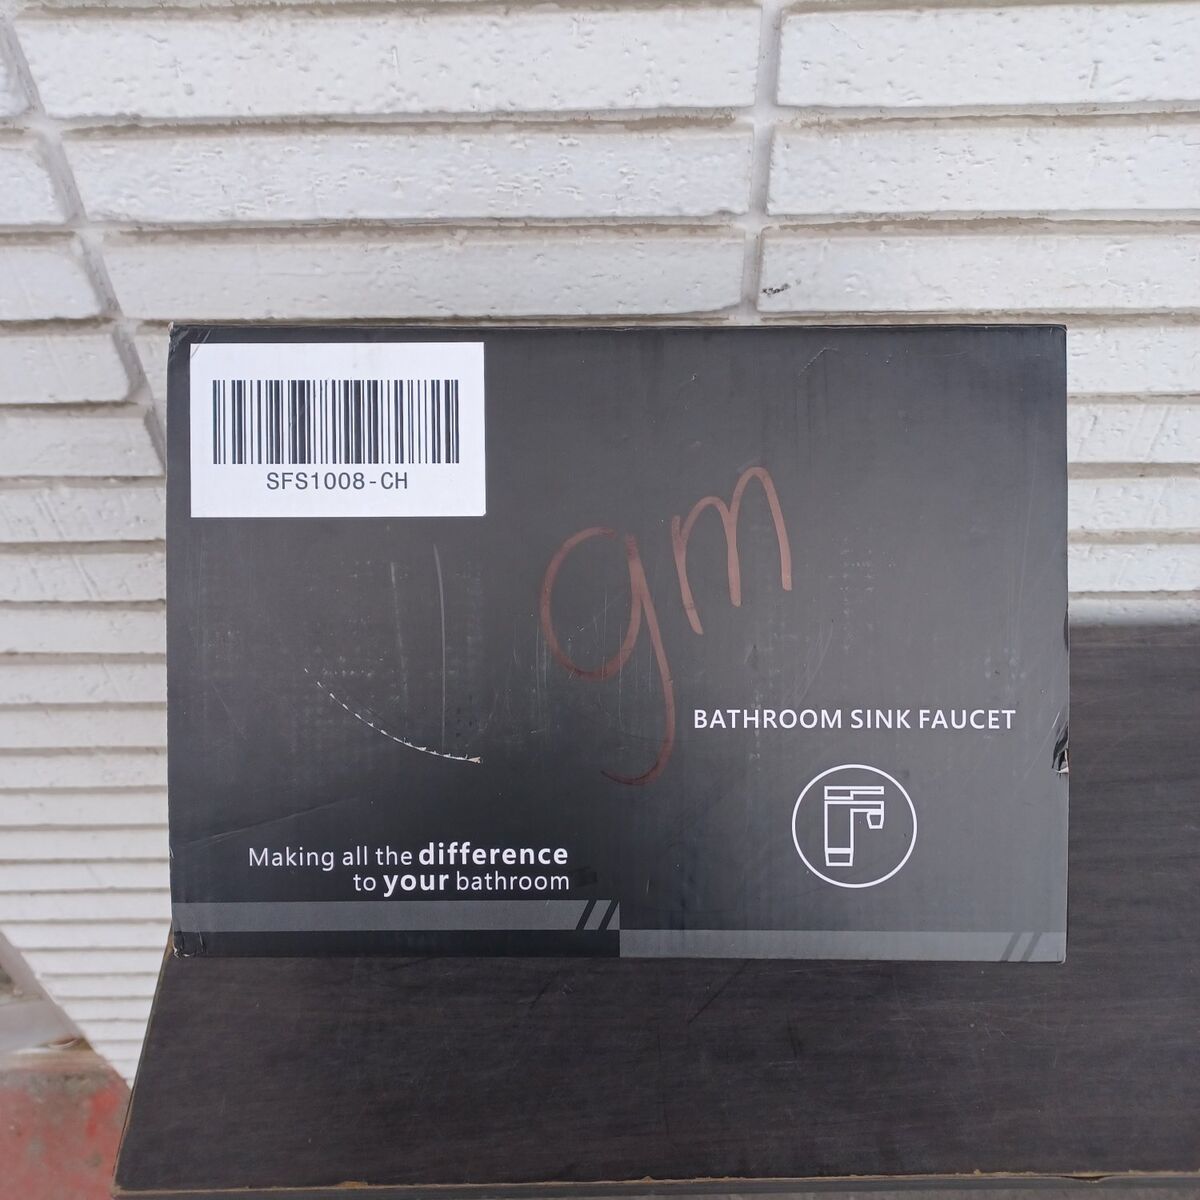 SFS1008-CH
gm
BATHROOM SINK FAUCET
Making all the difference
to your bathroom